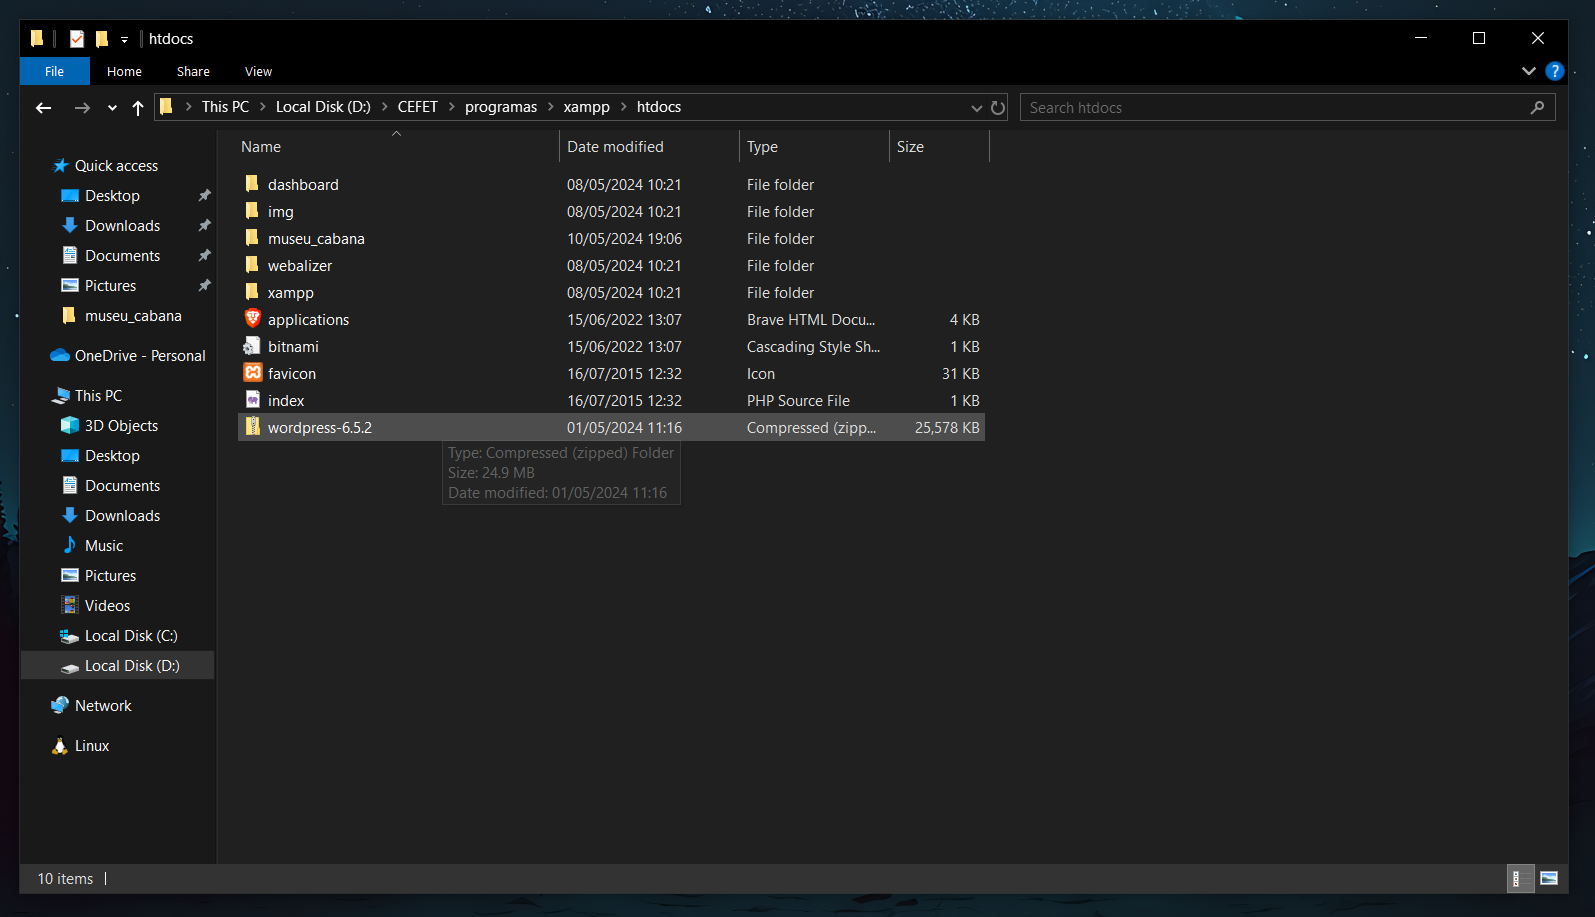 htdocs
File Home Share View
This PC Local Disk (D:) CEFET programas xampp htdocs Search htdocs
Name Date modified Type Size
Quick access
Desktop
Downloads
Documents
Pictures
museu_cabana
OneDrive - Personal
This PC
3D Objects
Desktop
Documents
Downloads
Music
Pictures
Videos
Local Disk (C:)
Local Disk (D:)
Network
Linux
dashboard 08/05/2024 10:21 File folder
img 08/05/2024 10:21 File folder
museu_cabana 10/05/2024 19:06 File folder
webalizer 08/05/2024 10:21 File folder
xampp 08/05/2024 10:21 File folder
applications 15/06/2022 13:07 Brave HTML Docu... 4 KB
bitnami 15/06/2022 13:07 Cascading Style Sh... 1 KB
favicon 16/07/2015 12:32 Icon 31 KB
index 16/07/2015 12:32 PHP Source File 1 KB
wordpress-6.5.2 01/05/2024 11:16 Compressed (zipp... 25,578 KB
Type: Compressed (zipped) Folder
Size: 24.9 MB
Date modified: 01/05/2024 11:16
10 items